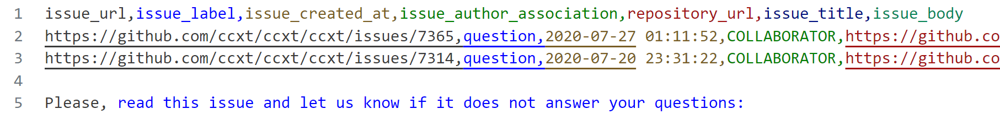 1 issue_url,issue_label,issue_created_at,issue_author_association,repository_url,issue_title,issue_body
2 https://github.com/ccxt/ccxt/ccxt/issues/7365,question,2020-07-27 01:11:52,COLLABORATOR,https://github.co
3 https://github.com/ccxt/ccxt/ccxt/issues/7314,question,2020-07-20 23:31:22,COLLABORATOR,https://github.co
4
5 Please, read this issue and let us know if it does not answer your questions: